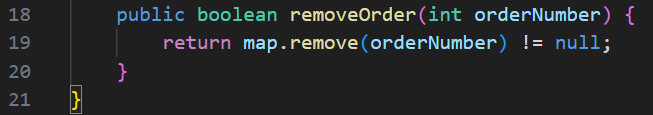 18 public boolean removeOrder(int orderNumber) {
19 return map.remove(orderNumber) != null;
20 }
21 }